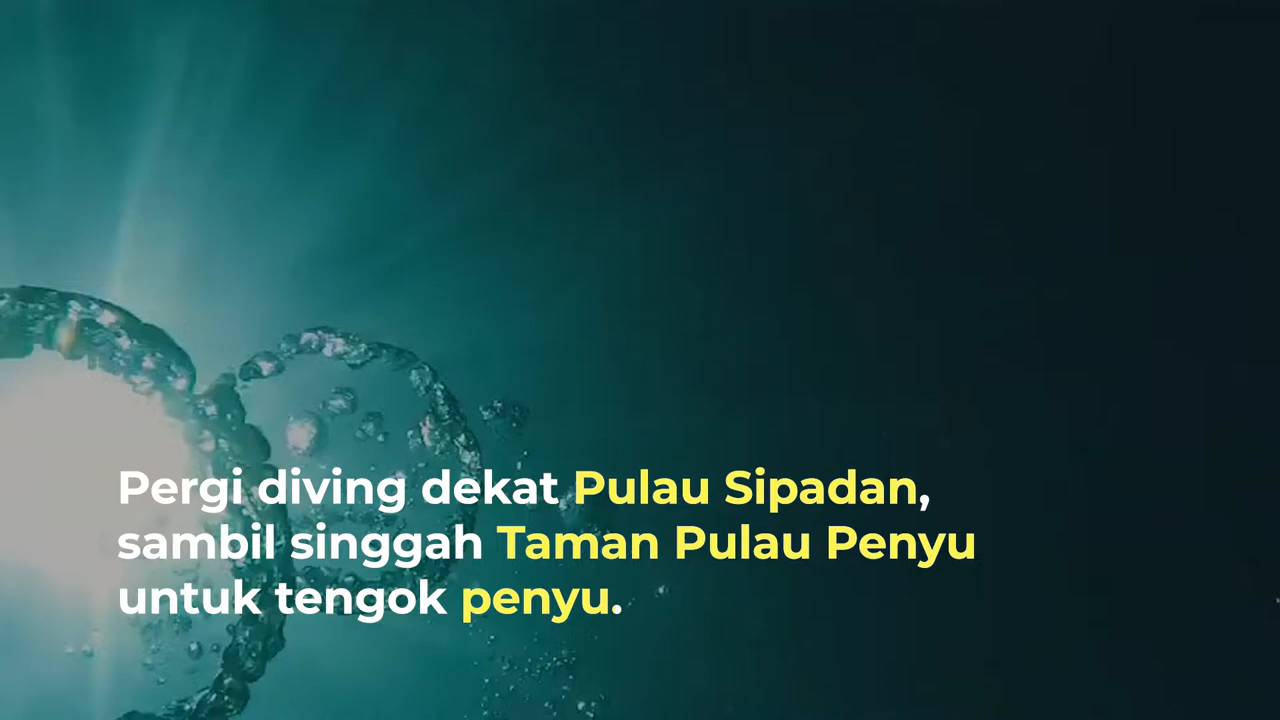 Pergi diving dekat Pulau Sipadan,
sambil singgah Taman Pulau Penyu
untuk tengok penyu.